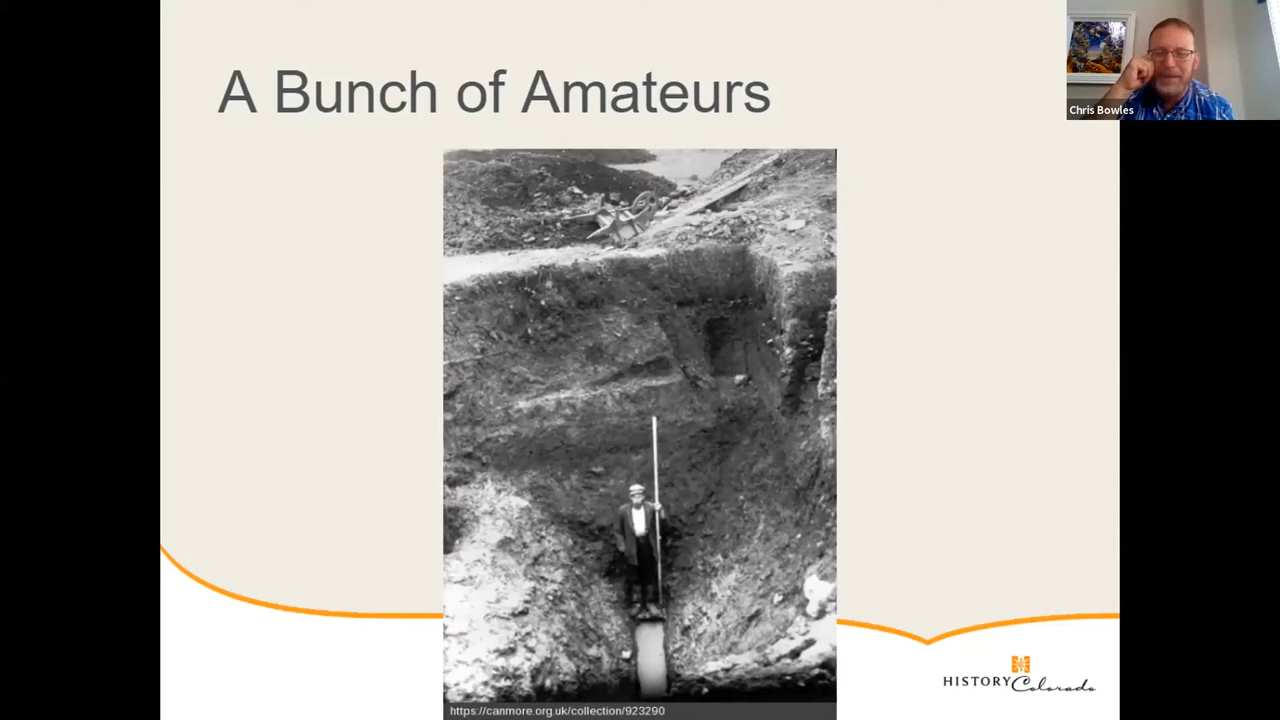 A Bunch of Amateurs
Chris Bowles
HISTORY Colorado
https://canmore.org.uk/collection/923290